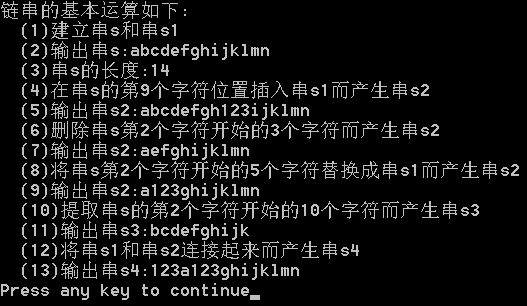 链串的基本运算如下:
(1)建立串s和串s1
(2)输出串s:abcdefghijklmn
(3)串s的长度:14
(4)在串s的第9个字符位置插入串s1而产生串s2
(5)输出串s2:abcdefgh123ijklmn
(6)删除串s第2个字符开始的3个字符而产生串s2
(7)输出串s2:aefghijklmn
(8)将串s第2个字符开始的5个字符替换成串s1而产生串s2
(9)输出串s2:a123ghijklmn
(10)提取串s的第2个字符开始的10个字符而产生串s3
(11)输出串s3:bcdefghijk
(12)将串s1和串s2连接起来而产生串s4
(13)输出串s4:123a123ghijklmn
Press any key to continue_